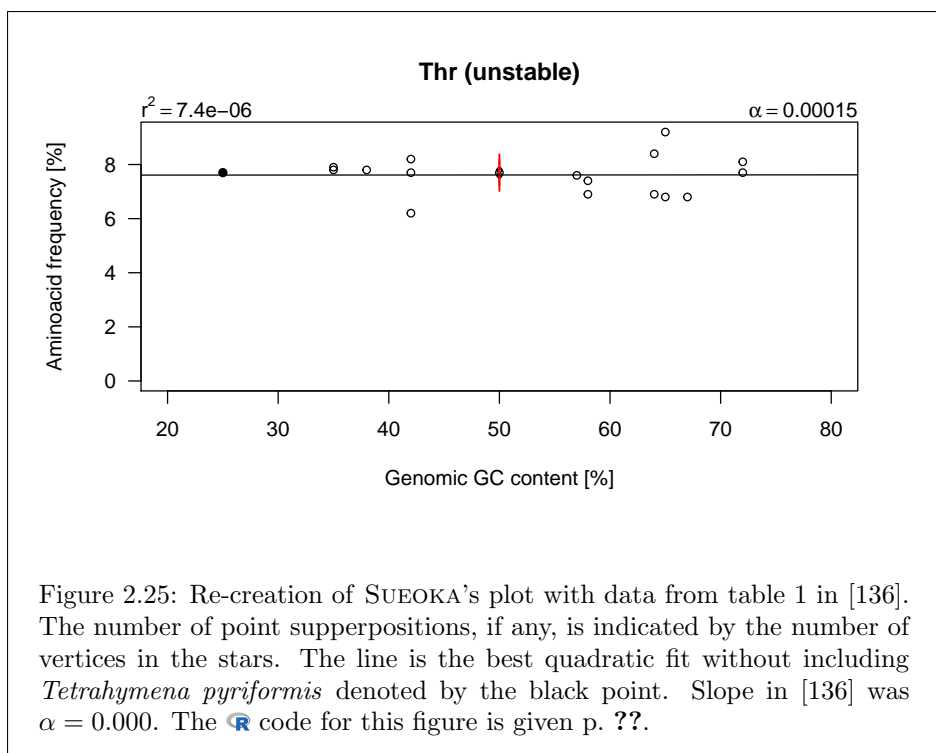 Thr (unstable)
r² = 7.4e−06
α = 0.00015
Aminoacid frequency [%]
8
6
4
2
0
20 30 40 50 60 70 80
Genomic GC content [%]
Figure 2.25: Re-creation of SUEOKA's plot with data from table 1 in [136].
The number of point supperpositions, if any, is indicated by the number of
vertices in the stars. The line is the best quadratic fit without including
Tetrahymena pyriformis denoted by the black point. Slope in [136] was
α = 0.000. The R code for this figure is given p. ??.